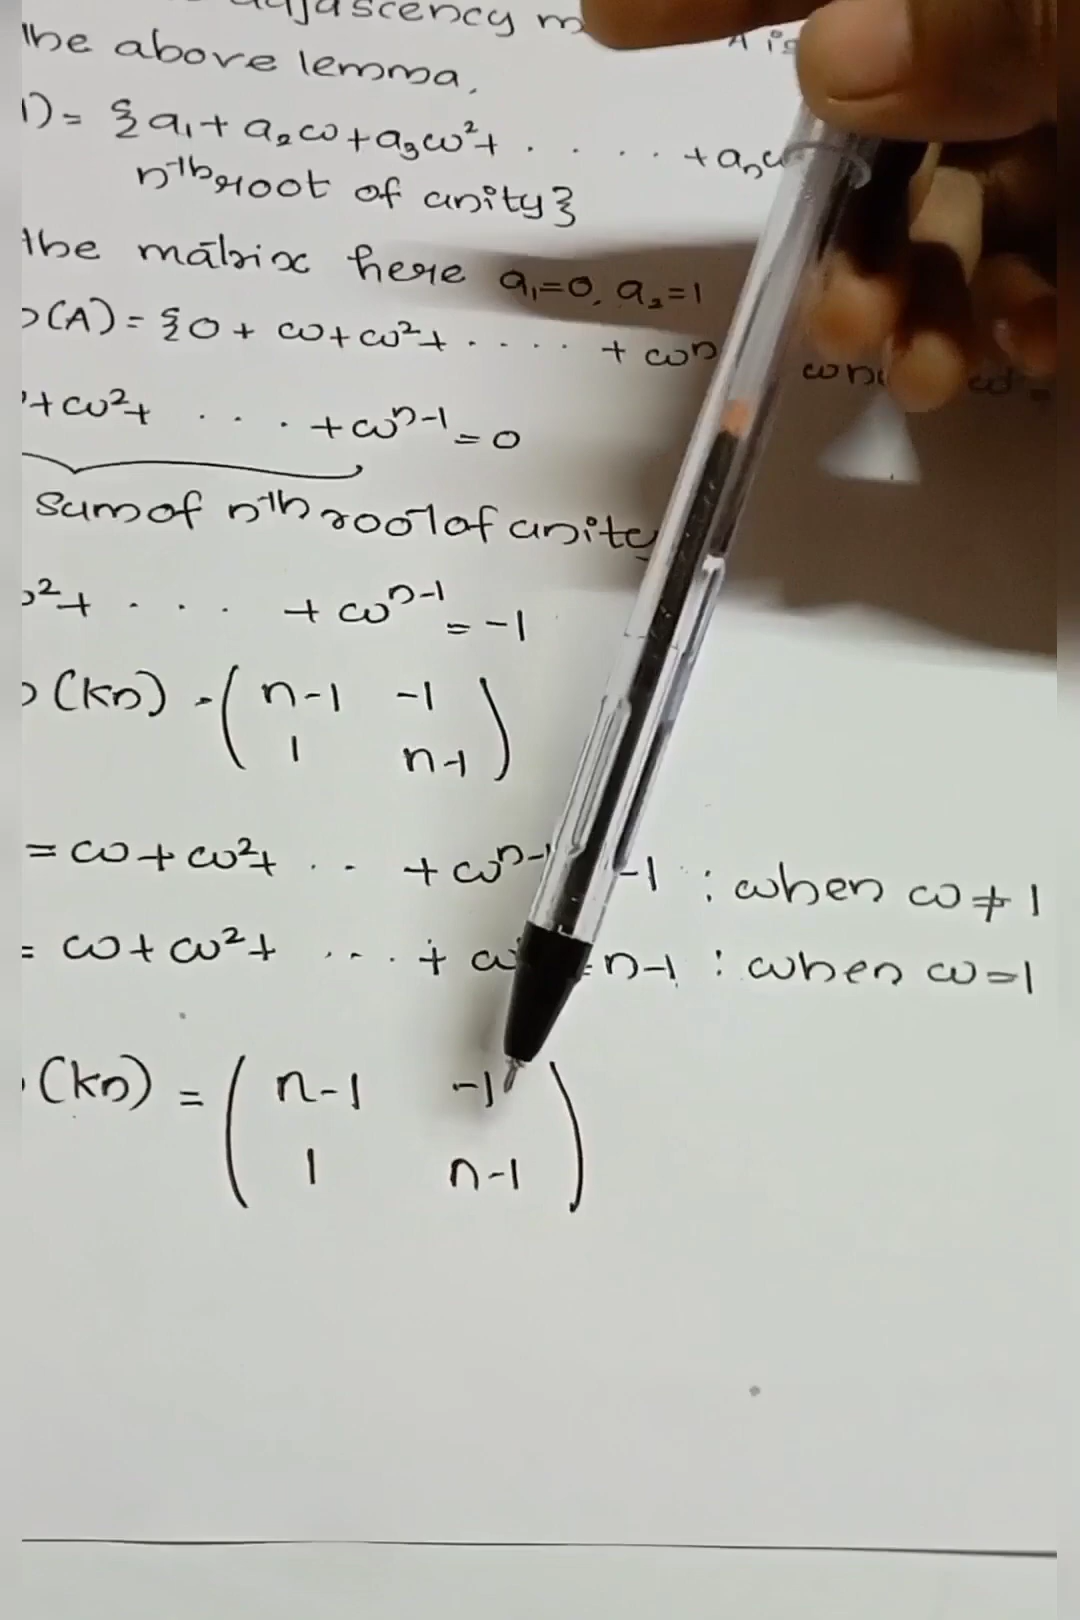 adjascency m
the above lemma.
= {a₁ + a₂ω + a₃ω² + . . . . . + aₙ
nth root of unity}
the matrix here a₁=0, a₂=1
(A) = {0 + ω + ω² + . . . . . + ωⁿ
+ ω² + . . . + ωⁿ⁻¹ = 0
Sum of nth root of unity
² + . . . + ωⁿ⁻¹ = -1
(Kn) = ( n-1 -1
1 n-1 )
= ω + ω² + . . + ωⁿ⁻¹ -1 : when ω ≠ 1
= ω + ω² + . . . + ω = n-1 : when ω = 1
(Kn) = ( n-1 -1
1 n-1 )